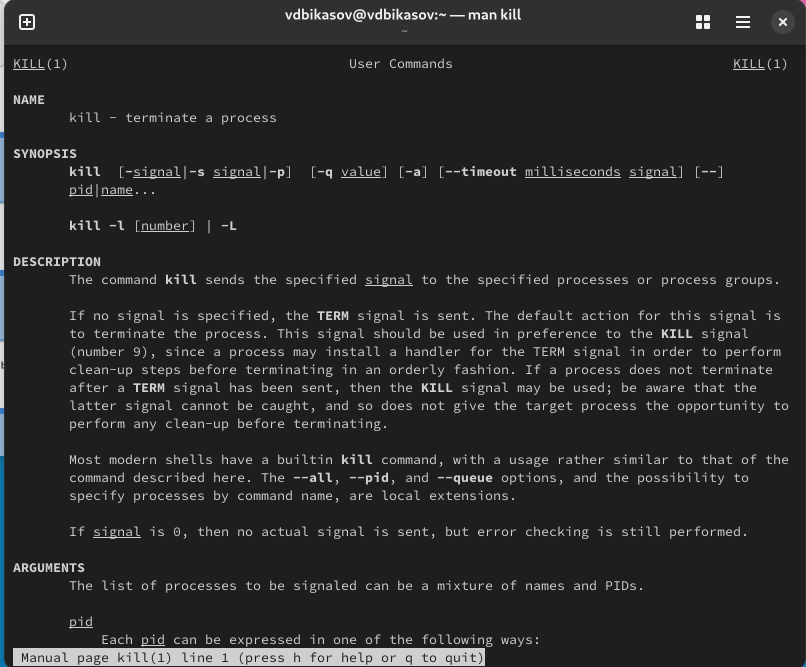 vdbikasov@vdbikasov:~ — man kill
~
KILL(1) User Commands KILL(1)
NAME
kill - terminate a process
SYNOPSIS
kill [-signal|-s signal|-p] [-q value] [-a] [--timeout milliseconds signal] [--]
pid|name...
kill -l [number] | -L
DESCRIPTION
The command kill sends the specified signal to the specified processes or process groups.
If no signal is specified, the TERM signal is sent. The default action for this signal is
to terminate the process. This signal should be used in preference to the KILL signal
(number 9), since a process may install a handler for the TERM signal in order to perform
clean-up steps before terminating in an orderly fashion. If a process does not terminate
after a TERM signal has been sent, then the KILL signal may be used; be aware that the
latter signal cannot be caught, and so does not give the target process the opportunity to
perform any clean-up before terminating.
Most modern shells have a builtin kill command, with a usage rather similar to that of the
command described here. The --all, --pid, and --queue options, and the possibility to
specify processes by command name, are local extensions.
If signal is 0, then no actual signal is sent, but error checking is still performed.
ARGUMENTS
The list of processes to be signaled can be a mixture of names and PIDs.
pid
Each pid can be expressed in one of the following ways:
Manual page kill(1) line 1 (press h for help or q to quit)